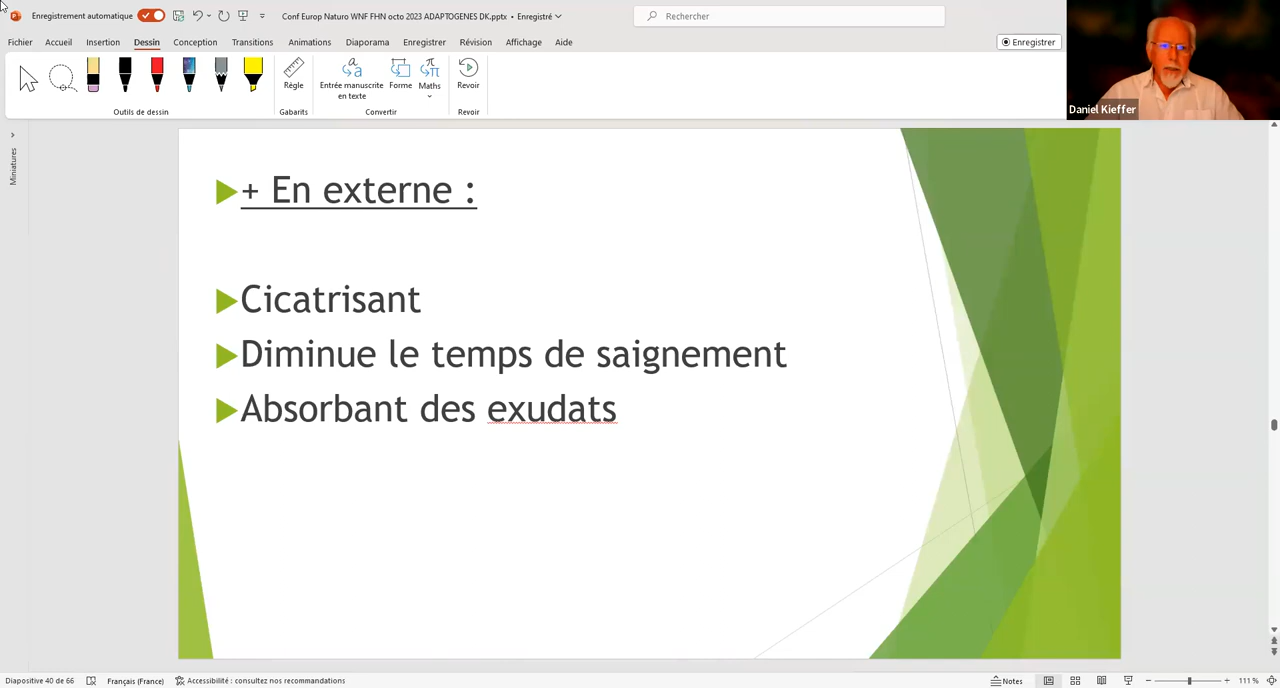 Enregistrement automatique
Conf Europ Naturo WNF FHN octo 2023 ADAPTOGENES DK.pptx • Enregistré
Rechercher
Fichier Accueil Insertion Dessin Conception Transitions Animations Diaporama Enregistrer Révision Affichage Aide
Enregistrer
Règle
Entrée manuscrite en texte
Forme
Maths
Revoir
Outils de dessin
Gabarits
Convertir
Revoir
Daniel Kieffer
Miniatures
+ En externe :
Cicatrisant
Diminue le temps de saignement
Absorbant des exudats
Diapositive 40 de 66 Français (France) Accessibilité : consultez nos recommandations
Notes
111 %